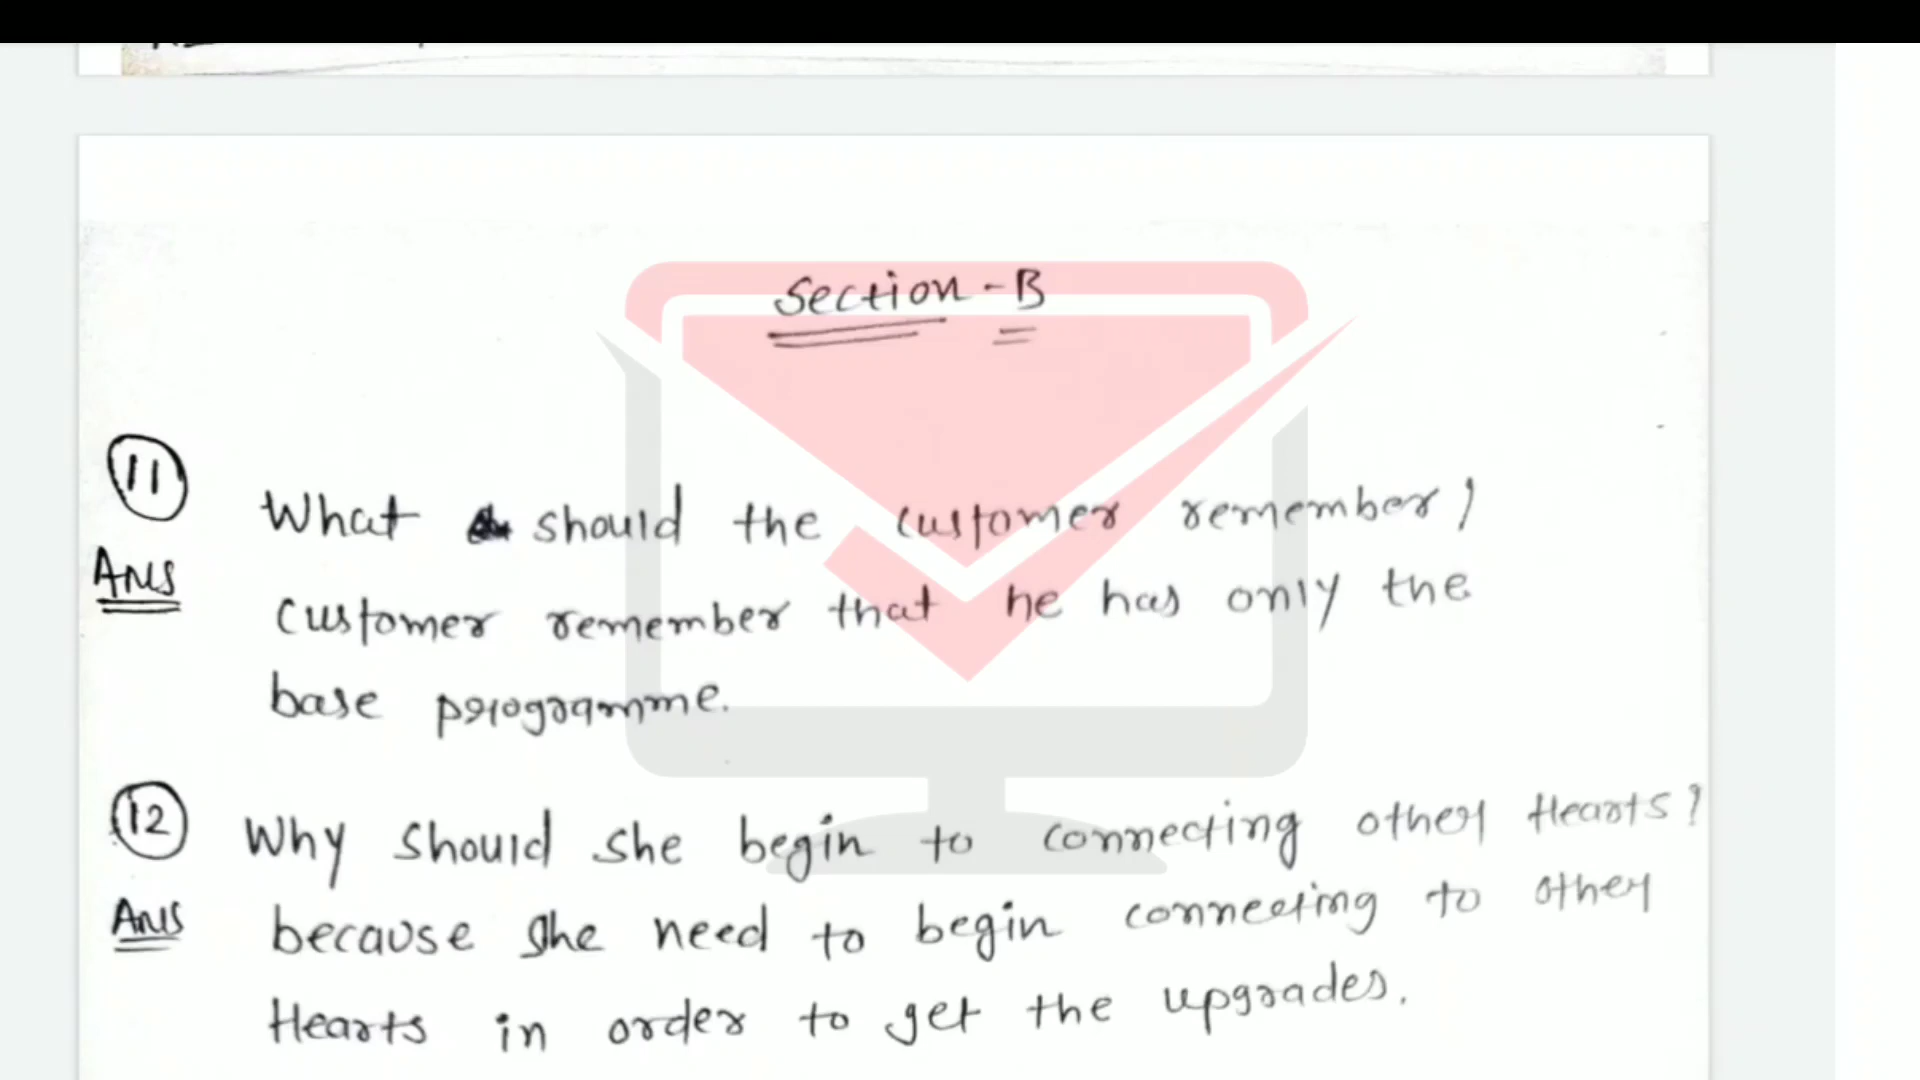 Section - B
11
What should the customer remember?
Ans
Customer remember that he has only the
base programme.
12
Why should she begin to connecting other Hearts?
Ans
because she need to begin connecting to other
Hearts in order to get the upgrades.